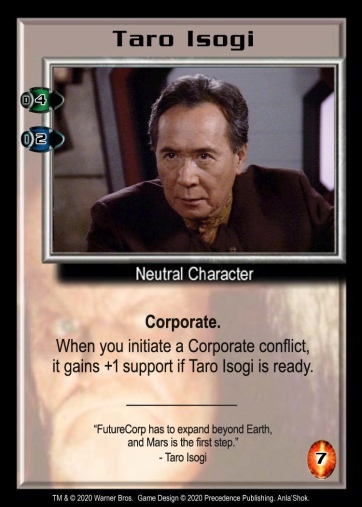 Taro Isogi
4
2
Neutral Character
Corporate.
When you initiate a Corporate conflict,
it gains +1 support if Taro Isogi is ready.
“FutureCorp has to expand beyond Earth,
and Mars is the first step.”
- Taro Isogi
7
TM & © 2020 Warner Bros. Game Design © 2020 Precedence Publishing. Anla’Shok.